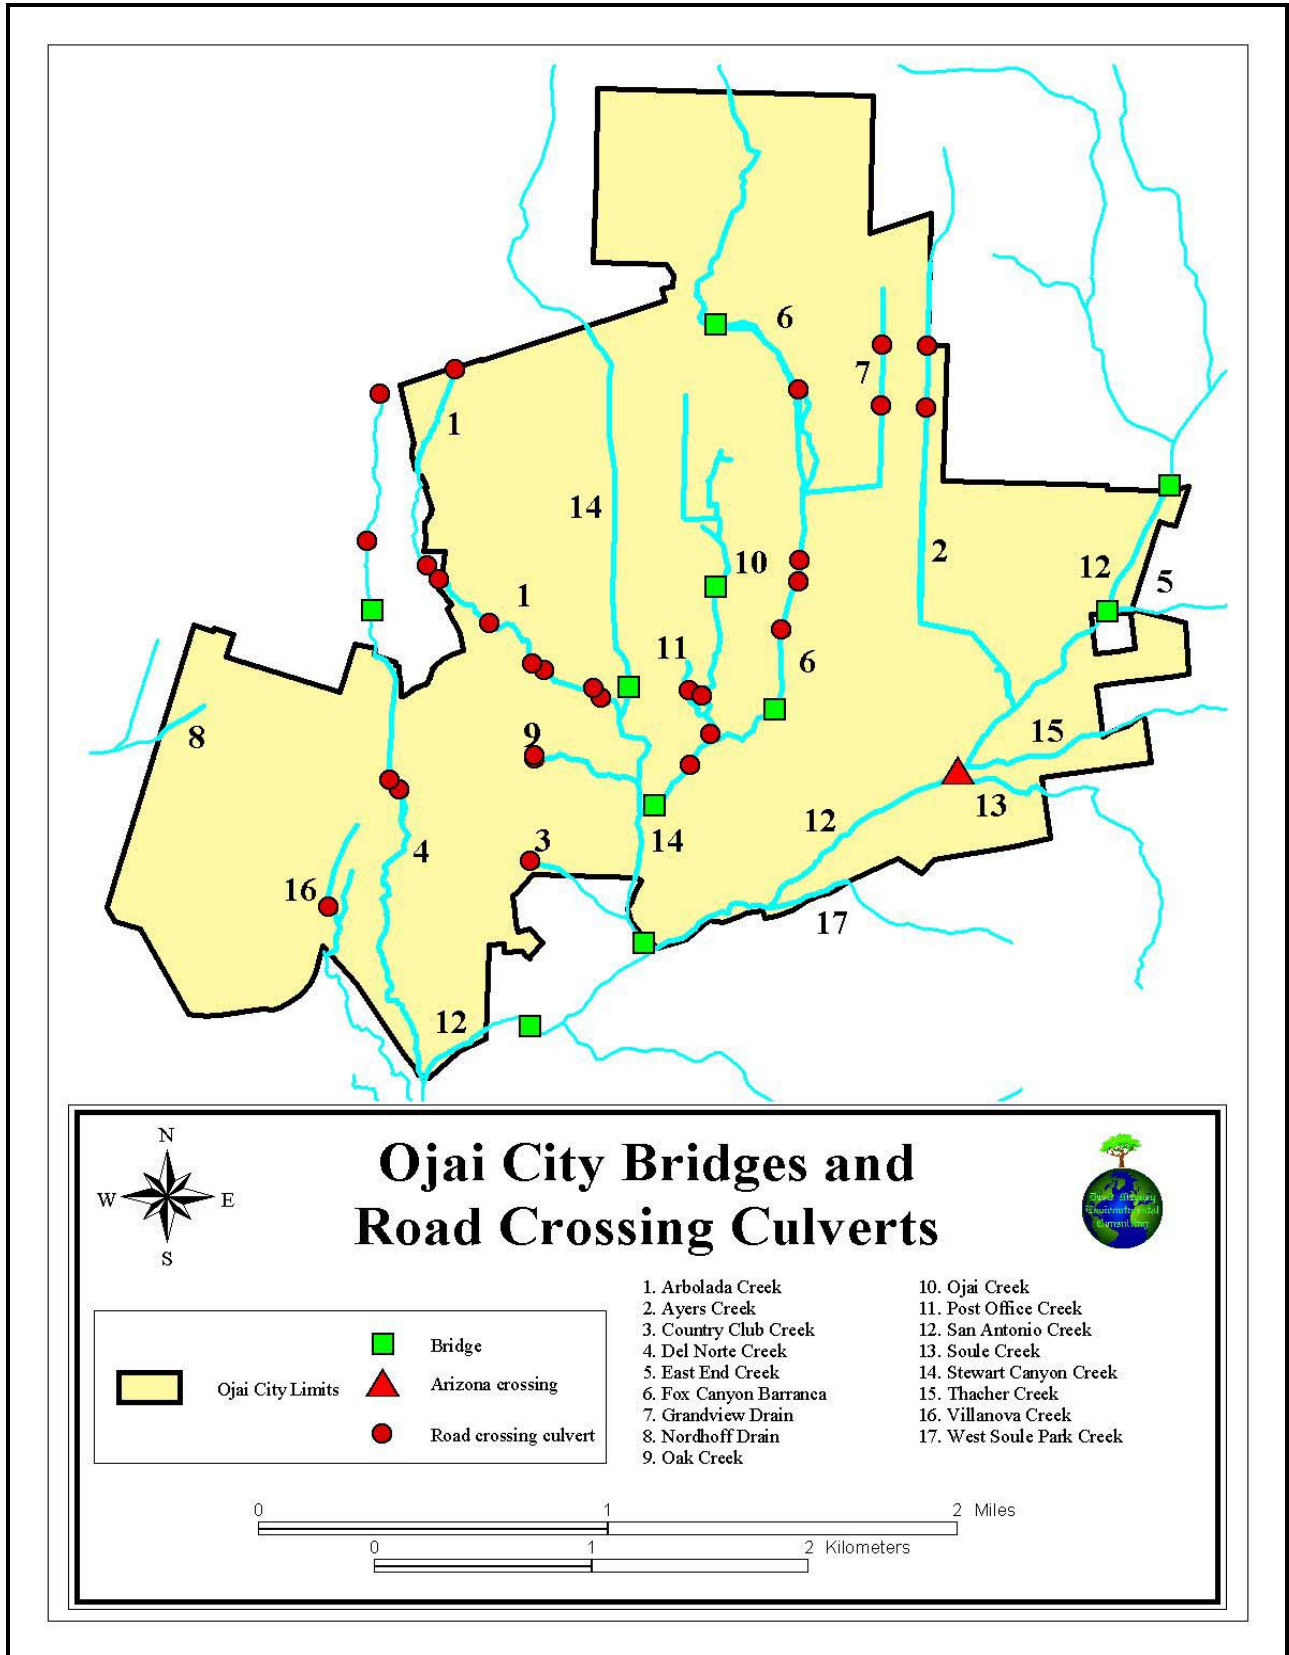 6
7
1
14
2
10
12
5
1
11
6
15
8
9
13
12
14
3
4
16
17
12
N
W E
S
Ojai City Bridges and
Road Crossing Culverts
David Magney
Environmental
Consulting
Ojai City Limits
Bridge
Arizona crossing
Road crossing culvert
1. Arbolada Creek
2. Ayers Creek
3. Country Club Creek
4. Del Norte Creek
5. East End Creek
6. Fox Canyon Barranca
7. Grandview Drain
8. Nordhoff Drain
9. Oak Creek
10. Ojai Creek
11. Post Office Creek
12. San Antonio Creek
13. Soule Creek
14. Stewart Canyon Creek
15. Thacher Creek
16. Villanova Creek
17. West Soule Park Creek
0 1 2 Miles
0 1 2 Kilometers